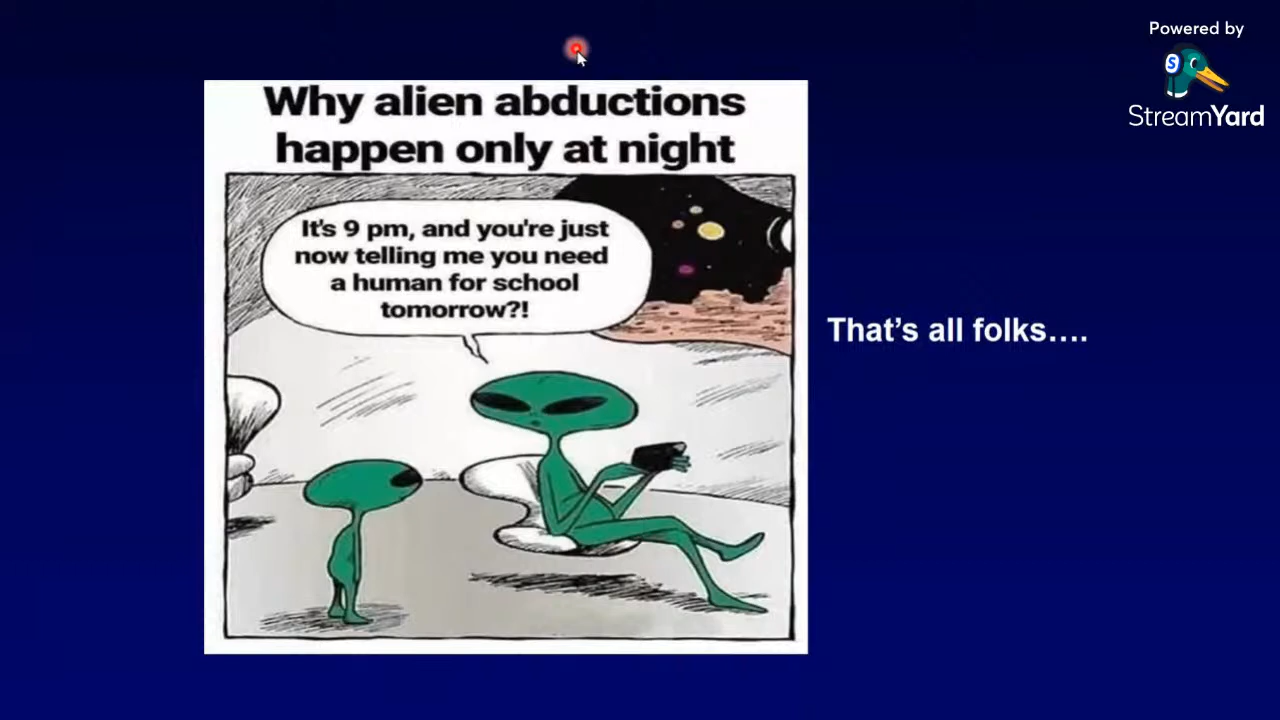 Powered by
S
StreamYard
Why alien abductions
happen only at night
It's 9 pm, and you're just
now telling me you need
a human for school
tomorrow?!
That’s all folks....